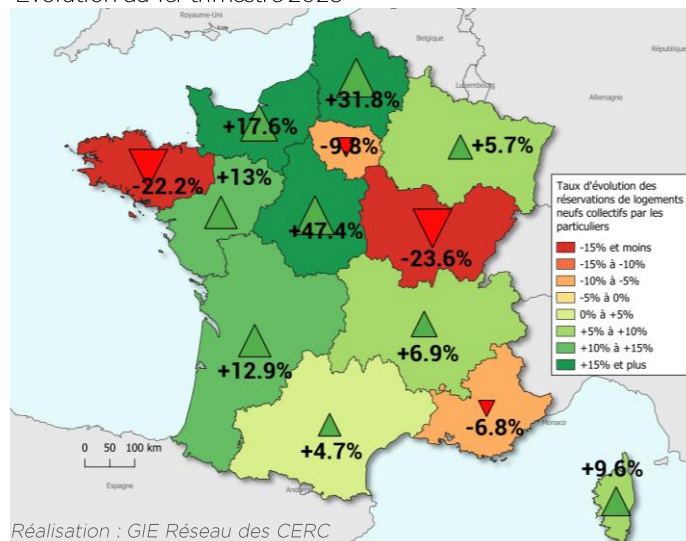 Évolution du 1er trimestre 2025
Royaume-Uni
Belgique
Luxembourg
Allemagne
+31.8%
+17.6%
-9.8%
+5.7%
-22.2%
+13%
+47.4%
-23.6%
+12.9%
+6.9%
+4.7%
-6.8%
Monaco
+9.6%
Taux d'évolution des
réservations de logements
neufs collectifs par les
particuliers
-15% et moins
-15% à -10%
-10% à -5%
-5% à 0%
0% à +5%
+5% à +10%
+10% à +15%
+15% et plus
0 50 100 km
Espagne
Réalisation : GIE Réseau des CERC